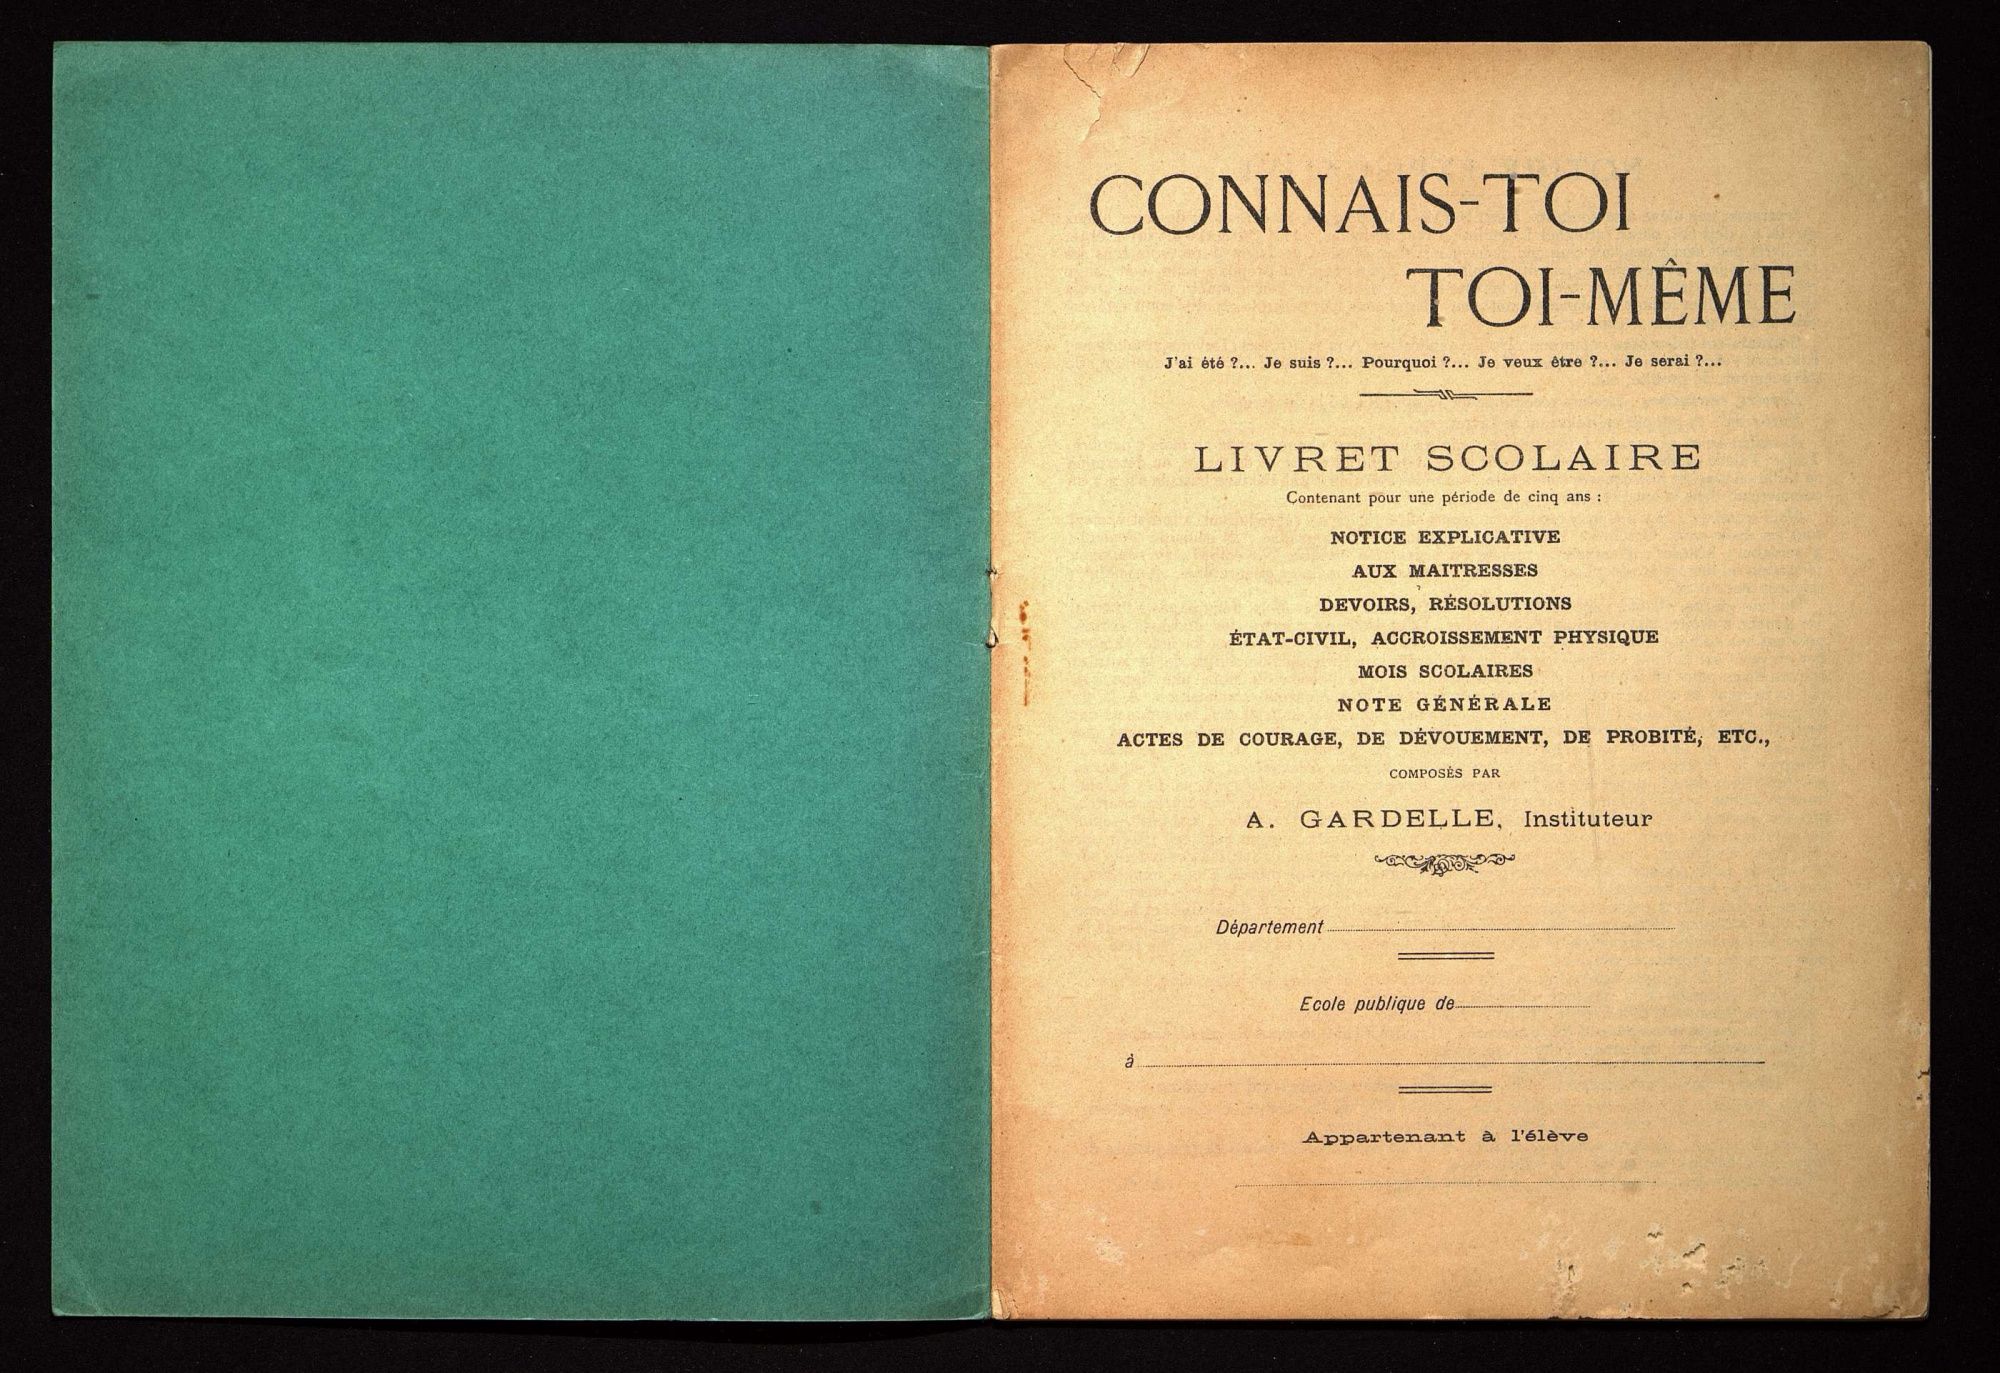 CONNAIS-TOI
TOI-MÊME
J'ai été ?... Je suis ?... Pourquoi ?... Je veux être ?... Je serai ?...
LIVRET SCOLAIRE
Contenant pour une période de cinq ans :
NOTICE EXPLICATIVE
AUX MAITRESSES
DEVOIRS, RÉSOLUTIONS
ÉTAT-CIVIL, ACCROISSEMENT PHYSIQUE
MOIS SCOLAIRES
NOTE GÉNÉRALE
ACTES DE COURAGE, DE DÉVOUEMENT, DE PROBITÉ, ETC.,
COMPOSÉS PAR
A. GARDELLE, Instituteur
Département
Ecole publique de
à
Appartenant à l'élève